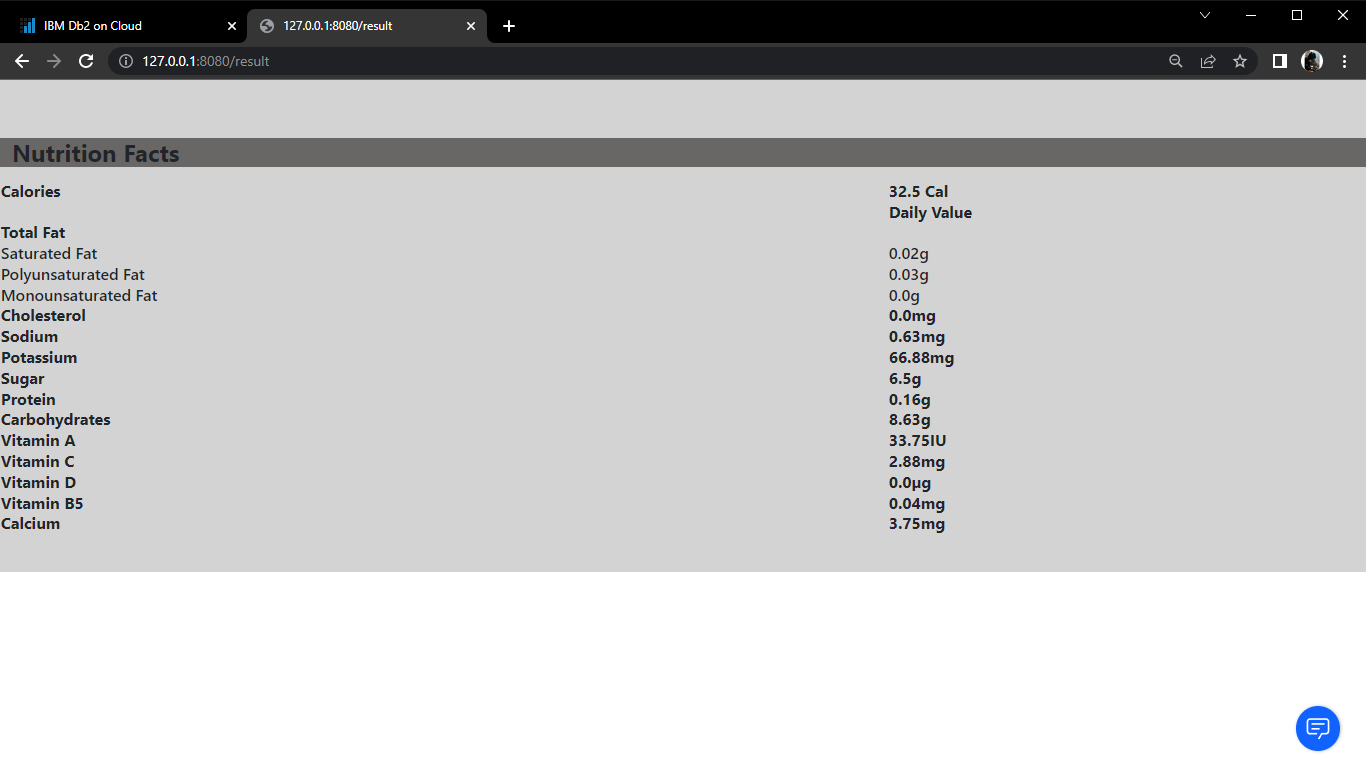 IBM Db2 on Cloud
127.0.0.1:8080/result
127.0.0.1:8080/result
Nutrition Facts
Calories 32.5 Cal
Daily Value
Total Fat
Saturated Fat 0.02g
Polyunsaturated Fat 0.03g
Monounsaturated Fat 0.0g
Cholesterol 0.0mg
Sodium 0.63mg
Potassium 66.88mg
Sugar 6.5g
Protein 0.16g
Carbohydrates 8.63g
Vitamin A 33.75IU
Vitamin C 2.88mg
Vitamin D 0.0µg
Vitamin B5 0.04mg
Calcium 3.75mg